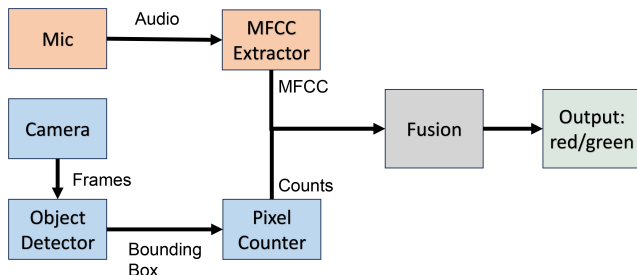 Audio
Mic
MFCC
Extractor
MFCC
Camera
Fusion
Output:
red/green
Frames
Counts
Object
Detector
Bounding
Box
Pixel
Counter